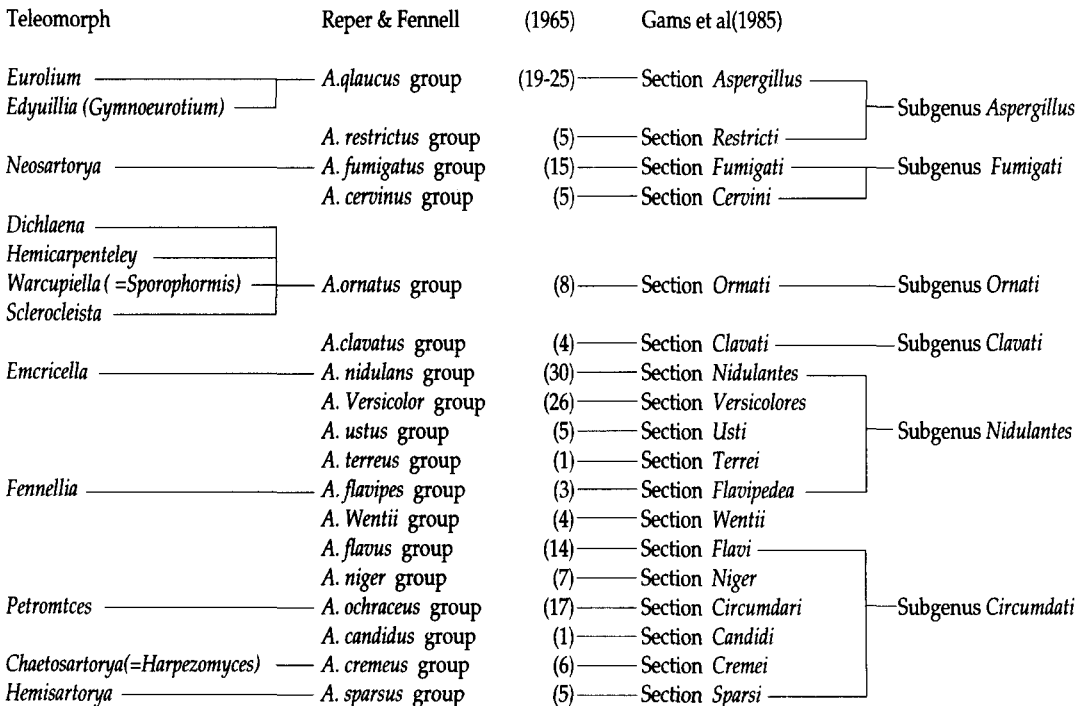 Teleomorph Reper & Fennell (1965) Gams et al(1985)
Eurolium A.qlaucus group (19-25) Section Aspergillus
Edyuillia (Gymnoeurotium) Subgenus Aspergillus
A. restrictus group (5) Section Restricti
Neosartorya A. fumigatus group (15) Section Fumigati Subgenus Fumigati
A. cervinus group (5) Section Cervini
Dichlaena
Hemicarpenteley
Warcupiella ( =Sporophormis) A.ornatus group (8) Section Ormati Subgenus Ornati
Sclerocleista
A.clavatus group (4) Section Clavati Subgenus Clavati
Emcricella A. nidulans group (30) Section Nidulantes
A. Versicolor group (26) Section Versicolores
A. ustus group (5) Section Usti Subgenus Nidulantes
A. terreus group (1) Section Terrei
Fennellia A. flavipes group (3) Section Flavipedea
A. Wentii group (4) Section Wentii
A. flavus group (14) Section Flavi
A. niger group (7) Section Niger
Petromtces A. ochraceus group (17) Section Circumdari Subgenus Circumdati
A. candidus group (1) Section Candidi
Chaetosartorya(=Harpezomyces) A. cremeus group (6) Section Cremei
Hemisartorya A. sparsus group (5) Section Sparsi